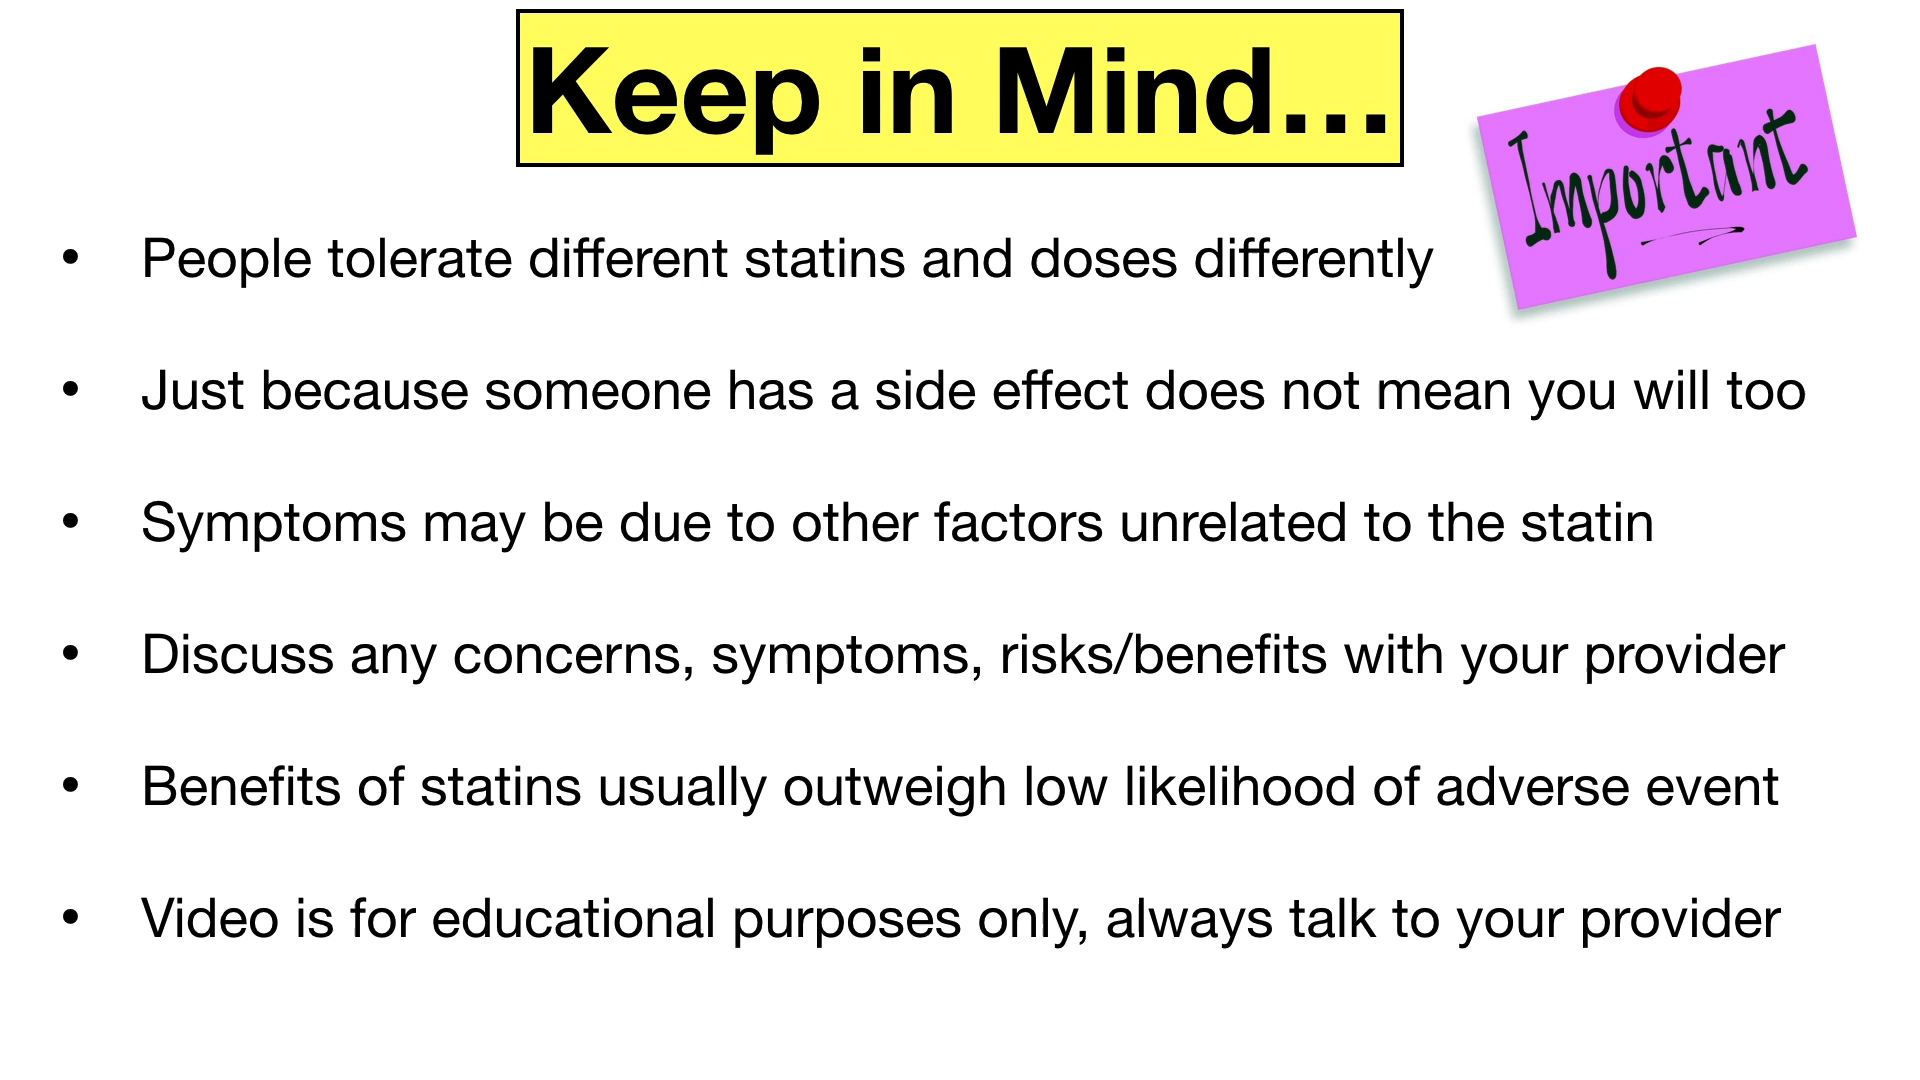 Keep in Mind...
Important
• People tolerate different statins and doses differently
• Just because someone has a side effect does not mean you will too
• Symptoms may be due to other factors unrelated to the statin
• Discuss any concerns, symptoms, risks/benefits with your provider
• Benefits of statins usually outweigh low likelihood of adverse event
• Video is for educational purposes only, always talk to your provider